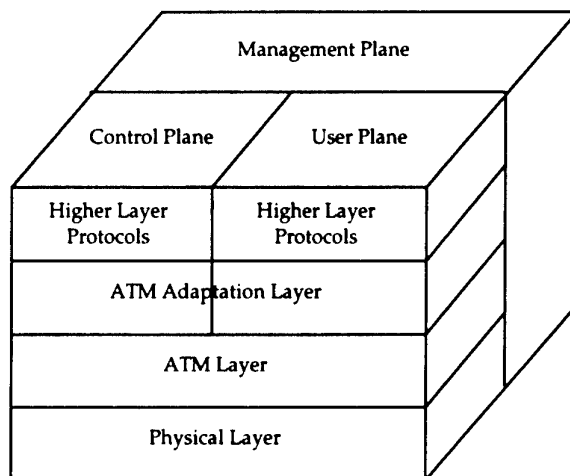 Management Plane
Control Plane
User Plane
Higher Layer
Protocols
Higher Layer
Protocols
ATM Adaptation Layer
ATM Layer
Physical Layer